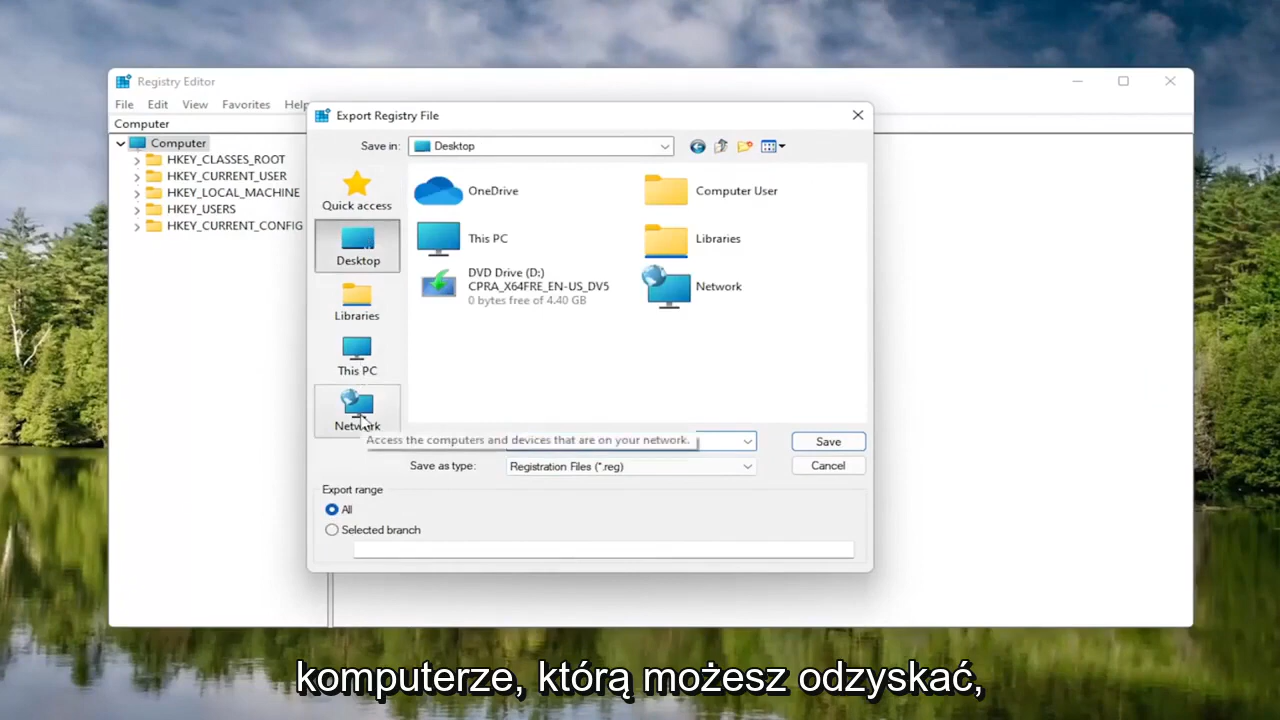 Registry Editor
File Edit View Favorites Help
Computer
Computer
HKEY_CLASSES_ROOT
HKEY_CURRENT_USER
HKEY_LOCAL_MACHINE
HKEY_USERS
HKEY_CURRENT_CONFIG
Export Registry File
Save in: Desktop
Quick access
Desktop
Libraries
This PC
Network
OneDrive
Computer User
This PC
Libraries
DVD Drive (D:)
CPRA_X64FRE_EN-US_DV5
0 bytes free of 4.40 GB
Network
Access the computers and devices that are on your network.
Save
Save as type: Registration Files (*.reg)
Cancel
Export range
All
Selected branch
komputerze, którą możesz odzyskać,